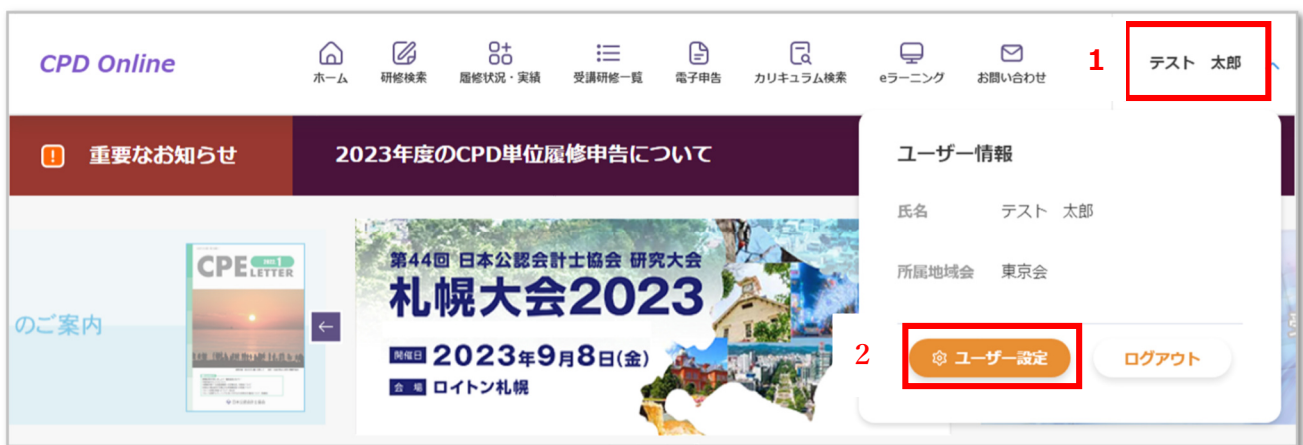 CPD Online
ホーム
研修検索
履修状況・実績
受講研修一覧
電子申告
カリキュラム検索
eラーニング
お問い合わせ
1
テスト 太郎
重要なお知らせ
2023年度のCPD単位履修申告について
ユーザー情報
氏名 テスト 太郎
所属地域会 東京会
2
ユーザー設定
ログアウト
のご案内
CPE LETTER
第44回 日本公認会計士協会 研究大会
札幌大会2023
開催日 2023年9月8日(金)
会場 ロイトン札幌